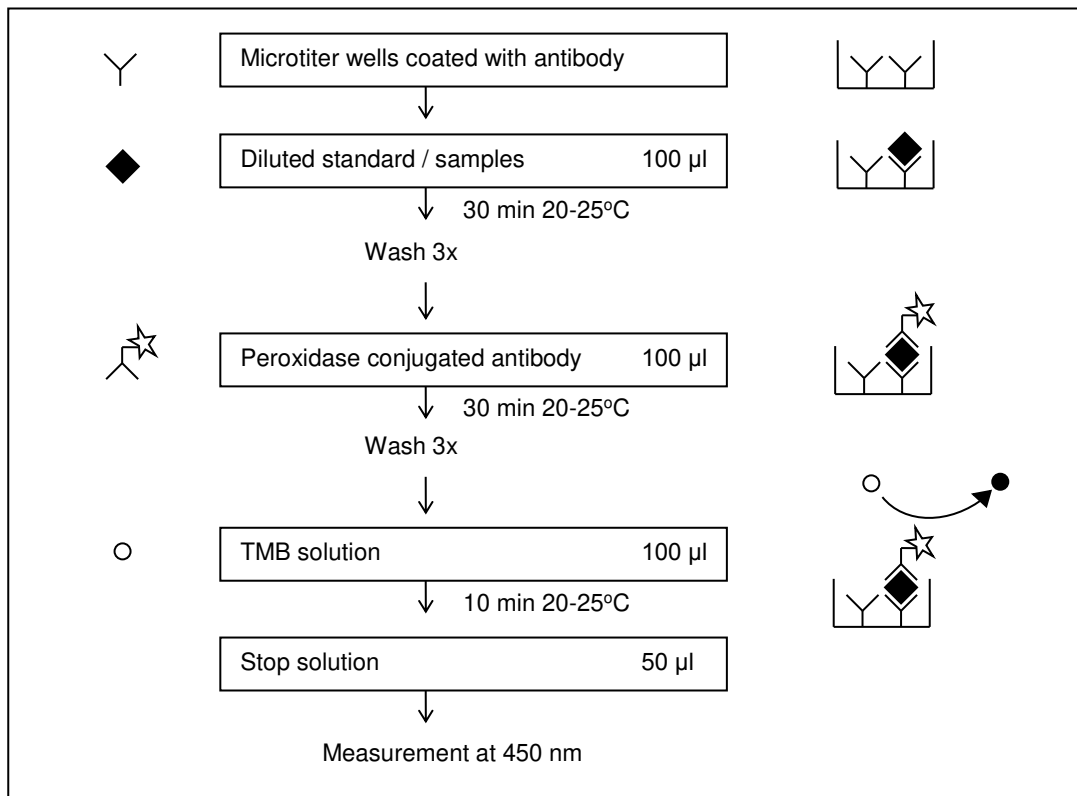 Microtiter wells coated with antibody
Diluted standard / samples 100 µl
30 min 20-25ºC
Wash 3x
Peroxidase conjugated antibody 100 µl
30 min 20-25ºC
Wash 3x
TMB solution 100 µl
10 min 20-25ºC
Stop solution 50 µl
Measurement at 450 nm